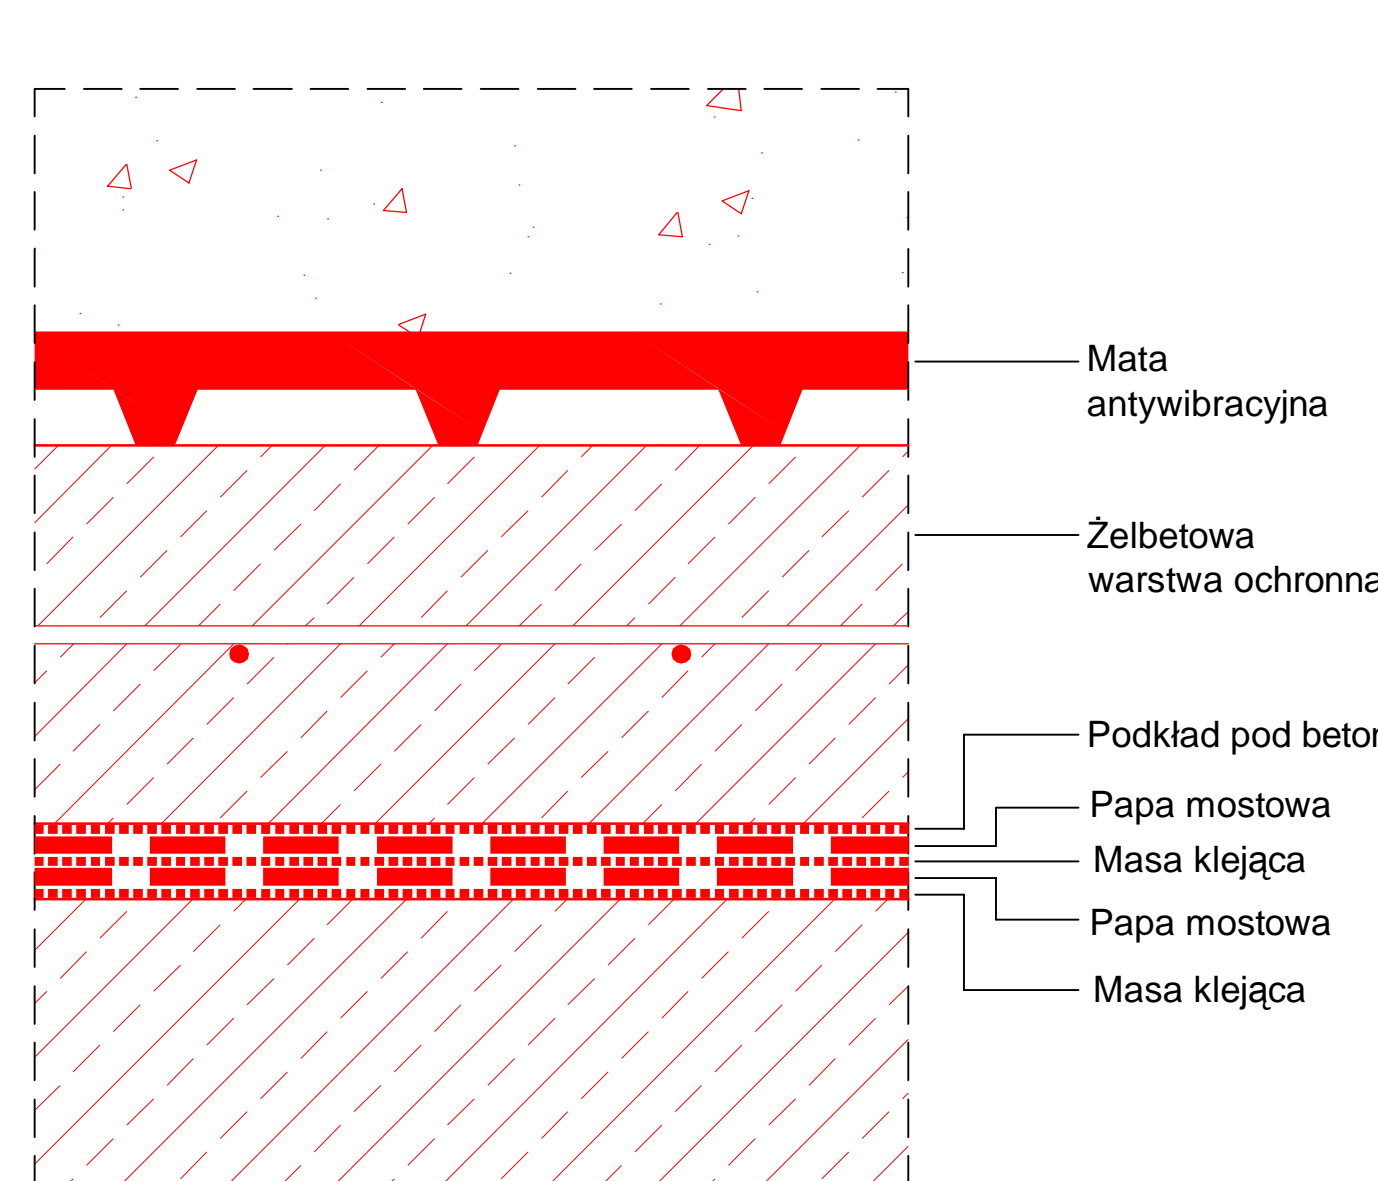 Mata
antywibracyjna
Żelbetowa
warstwa ochronna
Podkład pod beton
Papa mostowa
Masa klejąca
Papa mostowa
Masa klejąca